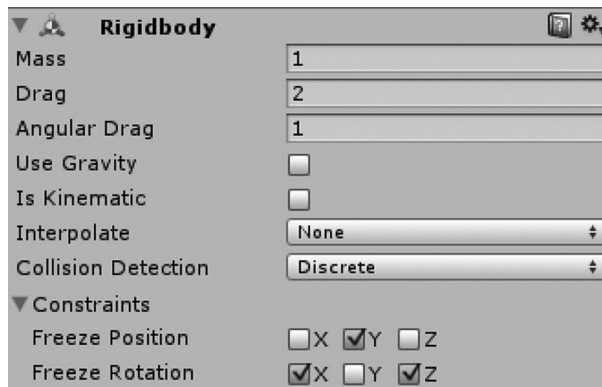 Rigidbody
Mass 1
Drag 2
Angular Drag 1
Use Gravity
Is Kinematic
Interpolate None
Collision Detection Discrete
Constraints
Freeze Position X Y Z
Freeze Rotation X Y Z